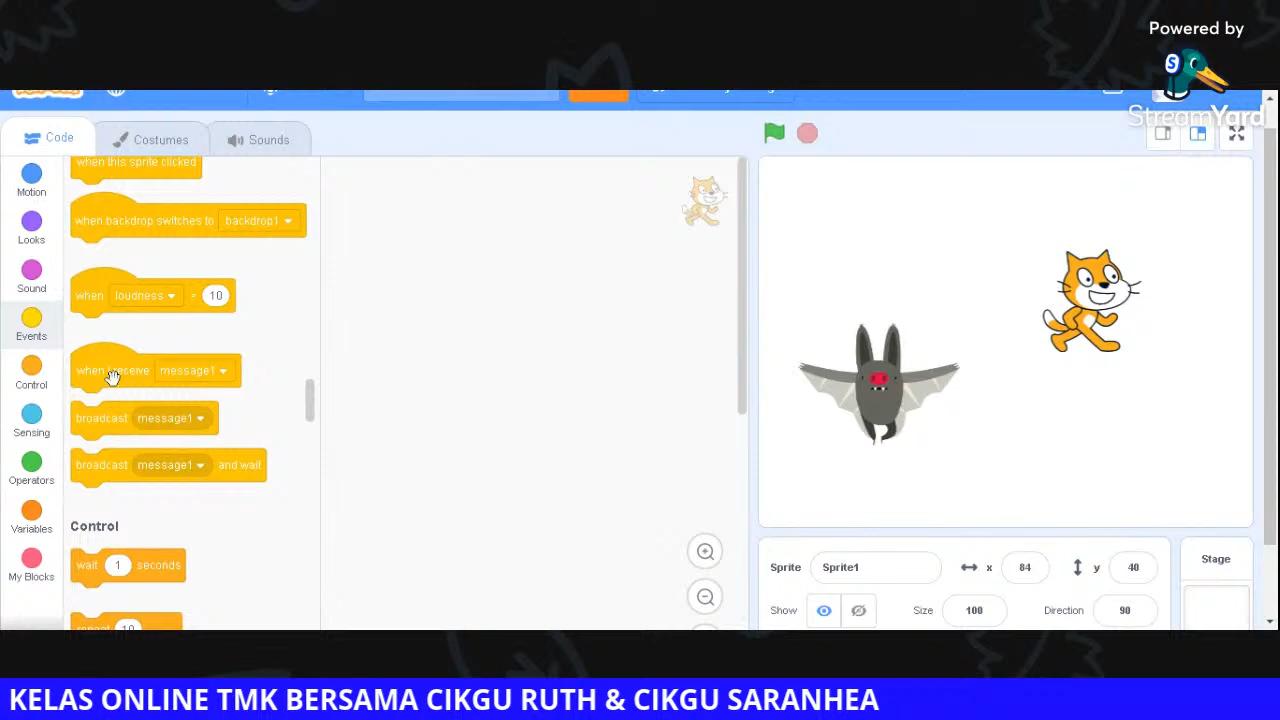 Powered by
S
StreamYard
Code
Costumes
Sounds
Motion
Looks
Sound
Events
Control
Sensing
Operators
Variables
My Blocks
when this sprite clicked
when backdrop switches to backdrop1
when loudness > 10
when I receive message1
broadcast message1
broadcast message1 and wait
Control
wait 1 seconds
repeat 10
Sprite Sprite1 x 84 y 40
Show Size 100 Direction 90
Stage
KELAS ONLINE TMK BERSAMA CIKGU RUTH & CIKGU SARANHEA